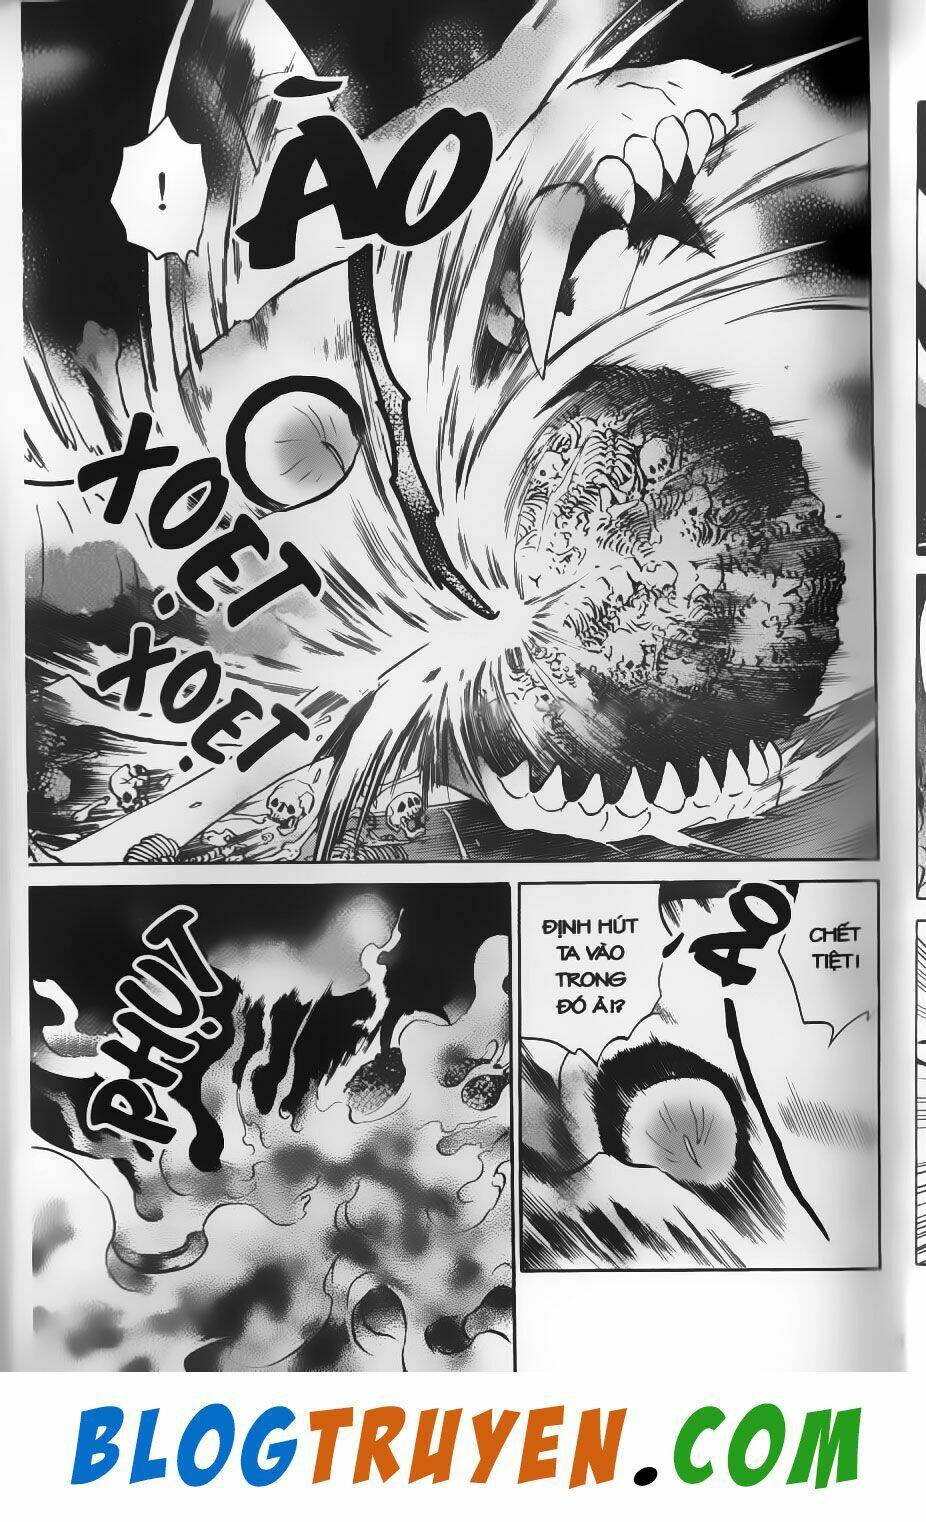 ÀO
!
XOẸT
XOẸT
CHẾT
TIỆT!
ÀO
ĐỊNH HÚT
TA VÀO
TRONG
ĐÓ À!?
PHỤT
BLOGTRUYEN.COM